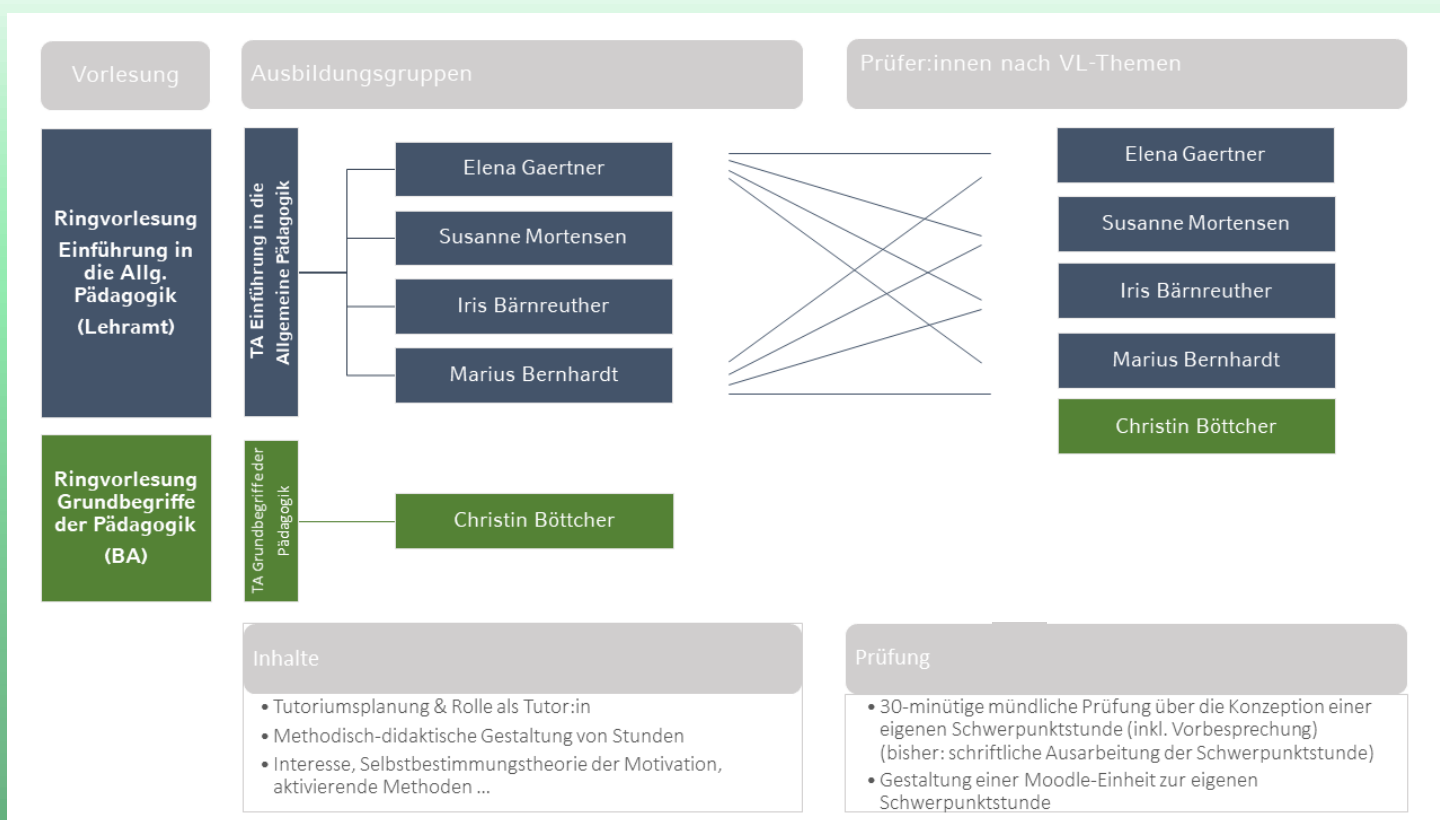 Vorlesung
Ausbildungsgruppen
Prüfer:innen nach VL-Themen
Ringvorlesung
Einführung in
die Allg.
Pädagogik
(Lehramt)
TA Einführung in die
Allgemeine Pädagogik
Elena Gaertner
Susanne Mortensen
Iris Bärnreuther
Marius Bernhardt
Elena Gaertner
Susanne Mortensen
Iris Bärnreuther
Marius Bernhardt
Christin Böttcher
Ringvorlesung
Grundbegriffe
der Pädagogik
(BA)
TA Grundbegriffe der
Pädagogik
Christin Böttcher
Inhalte
• Tutoriumsplanung & Rolle als Tutor:in
• Methodisch-didaktische Gestaltung von Stunden
• Interesse, Selbstbestimmungstheorie der Motivation,
aktivierende Methoden ...
Prüfung
• 30-minütige mündliche Prüfung über die Konzeption einer
eigenen Schwerpunktstunde (inkl. Vorbesprechung)
(bisher: schriftliche Ausarbeitung der Schwerpunktstunde)
• Gestaltung einer Moodle-Einheit zur eigenen
Schwerpunktstunde